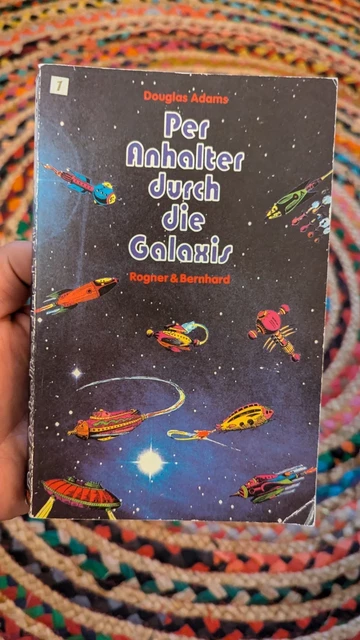 1
Douglas Adams
Per
Anhalter
durch
die
Galaxis
Rogner & Bernhard